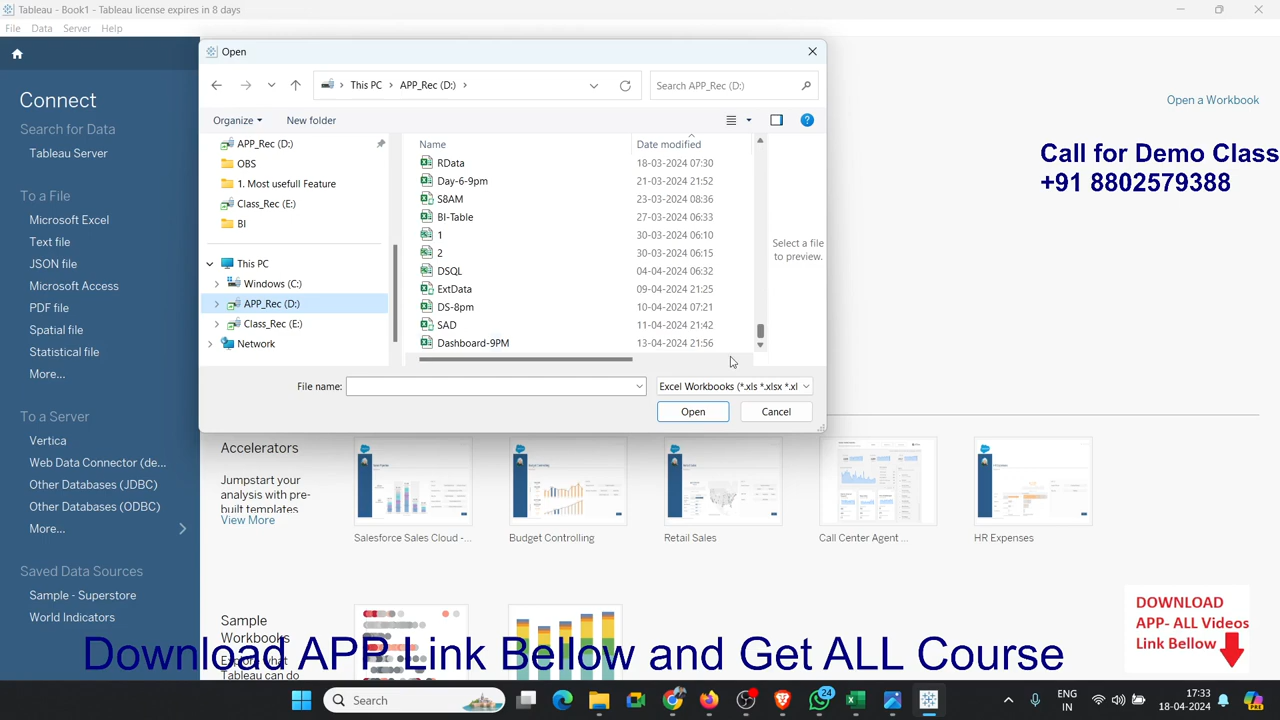 Tableau - Book1 - Tableau license expires in 8 days
File Data Server Help
Connect
Search for Data
Tableau Server
To a File
Microsoft Excel
Text file
JSON file
Microsoft Access
PDF file
Spatial file
Statistical file
More...
To a Server
Vertica
Web Data Connector (de...
Other Databases (JDBC)
Other Databases (ODBC)
More...
Saved Data Sources
Sample - Superstore
World Indicators
Open
This PC APP_Rec (D:)
Search APP_Rec (D:)
Organize New folder
APP_Rec (D:)
OBS
1. Most usefull Feature
Class_Rec (E:)
BI
This PC
Windows (C:)
APP_Rec (D:)
Class_Rec (E:)
Network
Name Date modified
RData 18-03-2024 07:30
Day-6-9pm 21-03-2024 21:52
S8AM 23-03-2024 08:36
BI-Table 27-03-2024 06:33
1 30-03-2024 06:10
2 30-03-2024 06:15
DSQL 04-04-2024 06:32
ExtData 09-04-2024 21:25
DS-8pm 10-04-2024 07:21
SAD 11-04-2024 21:42
Dashboard-9PM 13-04-2024 21:56
Select a file
to preview.
File name:
Excel Workbooks (*.xls *.xlsx *.xl
Open Cancel
Open a Workbook
Call for Demo Class
+91 8802579388
Accelerators
Jumpstart your
analysis with pre-
built templates
View More
Salesforce Sales Cloud -...
Budget Controlling
Retail Sales
Call Center Agent ...
HR Expenses
Sample
Workbooks
Tableau can do
DOWNLOAD
APP- ALL Videos
Link Bellow
Download APP Link Bellow and Get ALL Course
Search
24
ENG
IN
17:33
18-04-2024